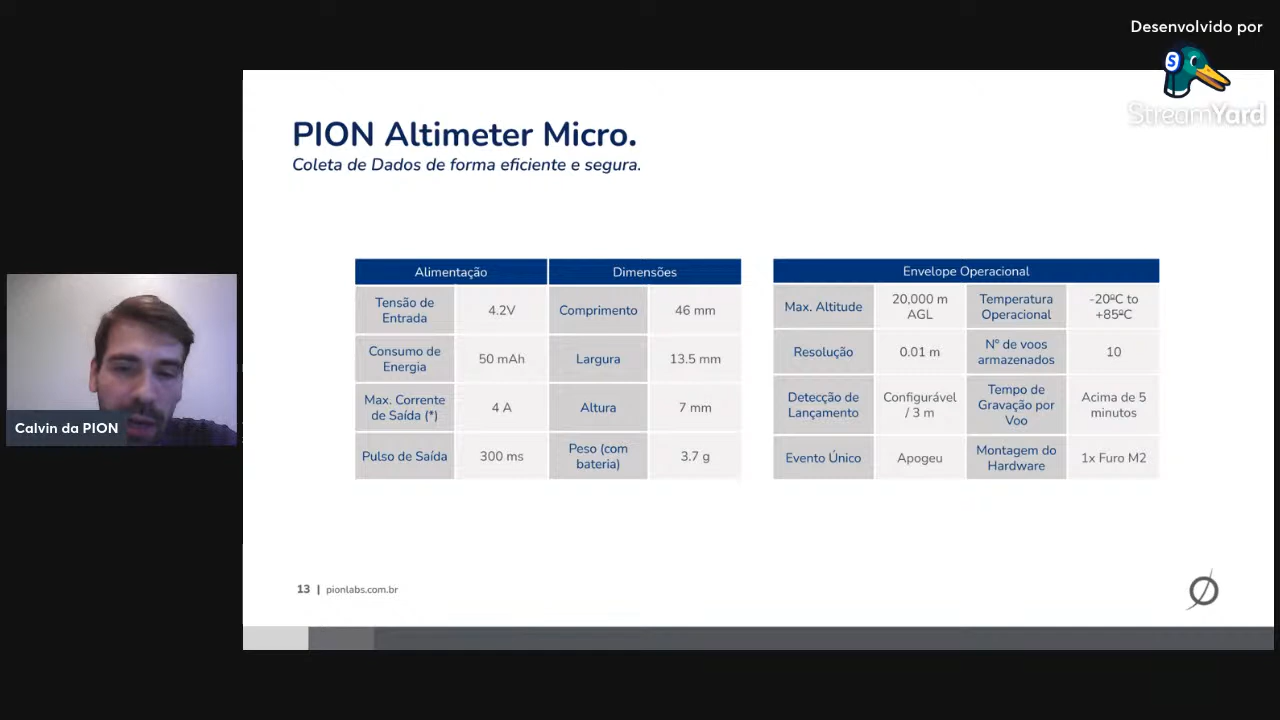 Desenvolvido por
StreamYard
PION Altimeter Micro.
Coleta de Dados de forma eficiente e segura.
Alimentação
Dimensões
Tensão de
Entrada
4.2V
Comprimento
46 mm
Consumo de
Energia
50 mAh
Largura
13.5 mm
Max. Corrente
de Saída (*)
4 A
Altura
7 mm
Pulso de Saída
300 ms
Peso (com
bateria)
3.7 g
Envelope Operacional
Max. Altitude
20,000 m
AGL
Temperatura
Operacional
-20ºC to
+85ºC
Resolução
0.01 m
Nº de voos
armazenados
10
Detecção de
Lançamento
Configurável
/ 3 m
Tempo de
Gravação por
Voo
Acima de 5
minutos
Evento Único
Apogeu
Montagem do
Hardware
1x Furo M2
Calvin da PION
13 | pionlabs.com.br